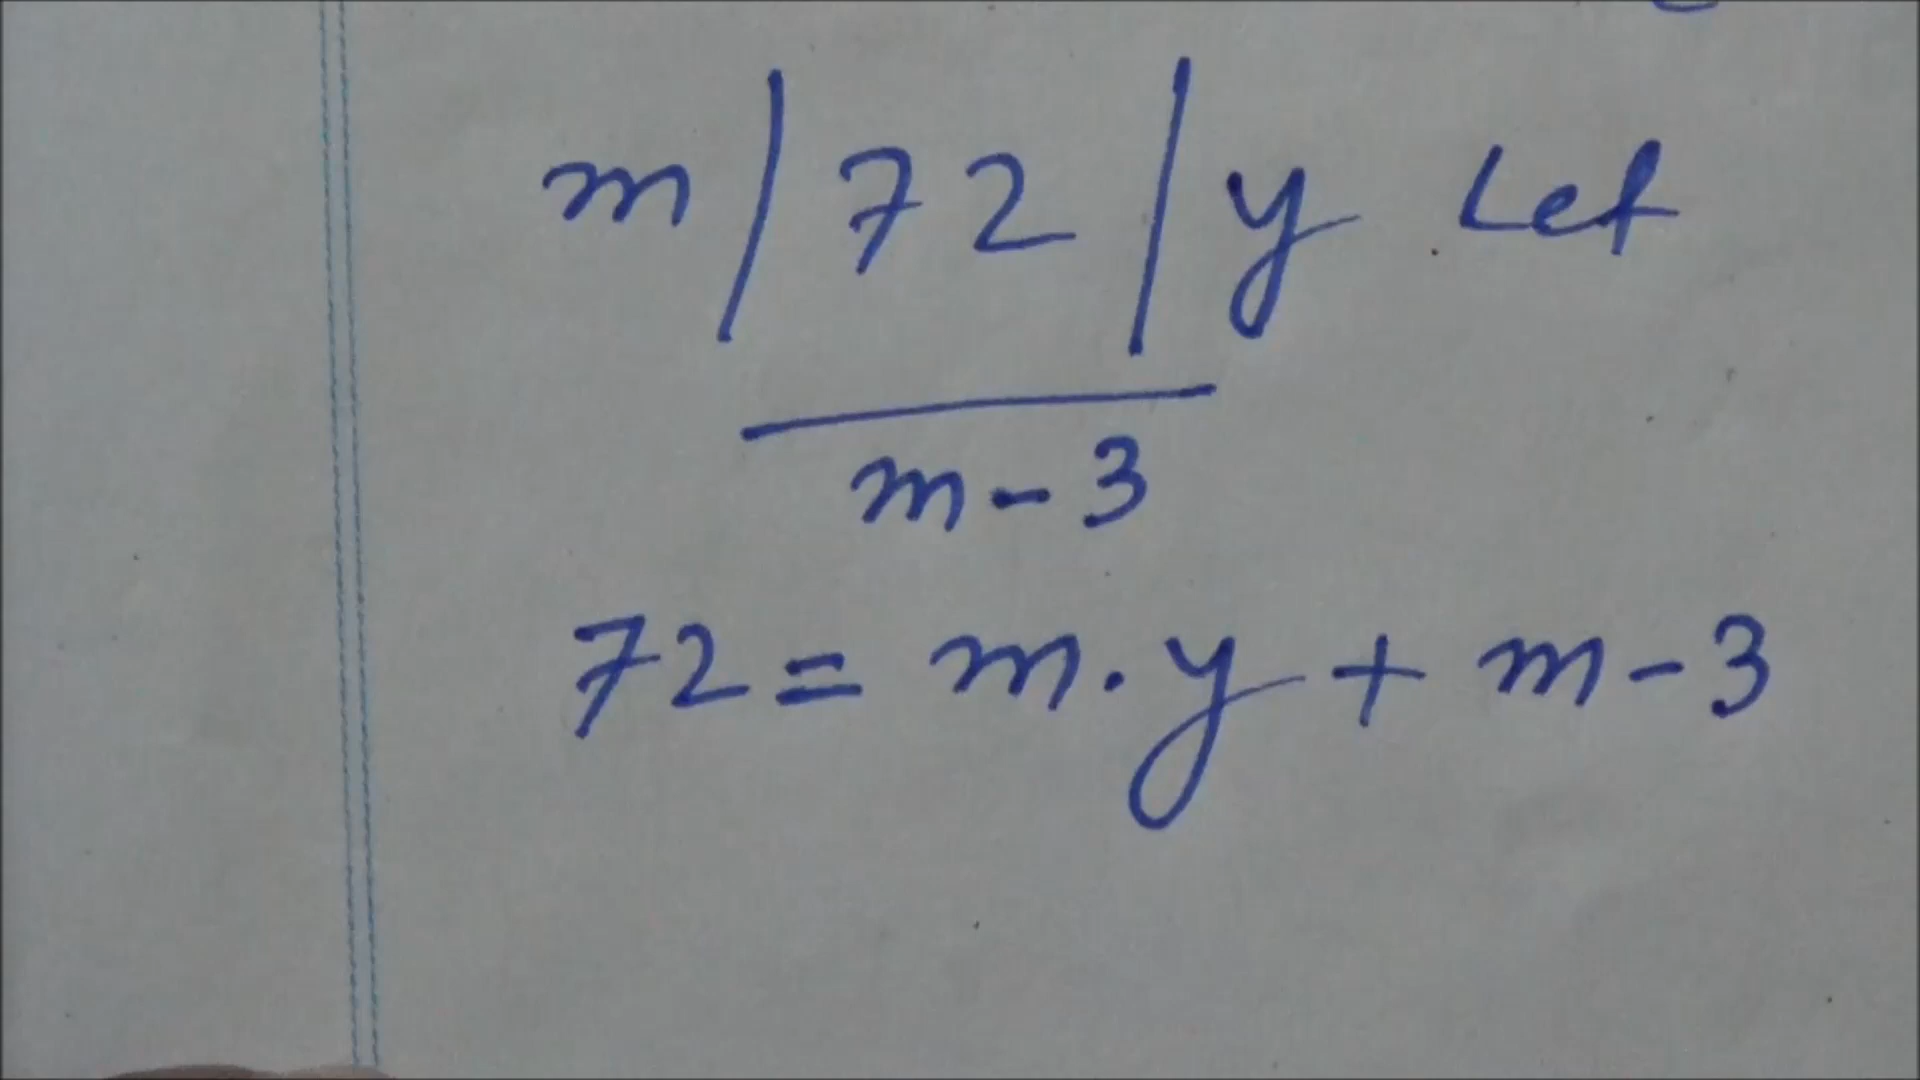 m / 72 / y Let
m - 3
72 = m . y + m - 3